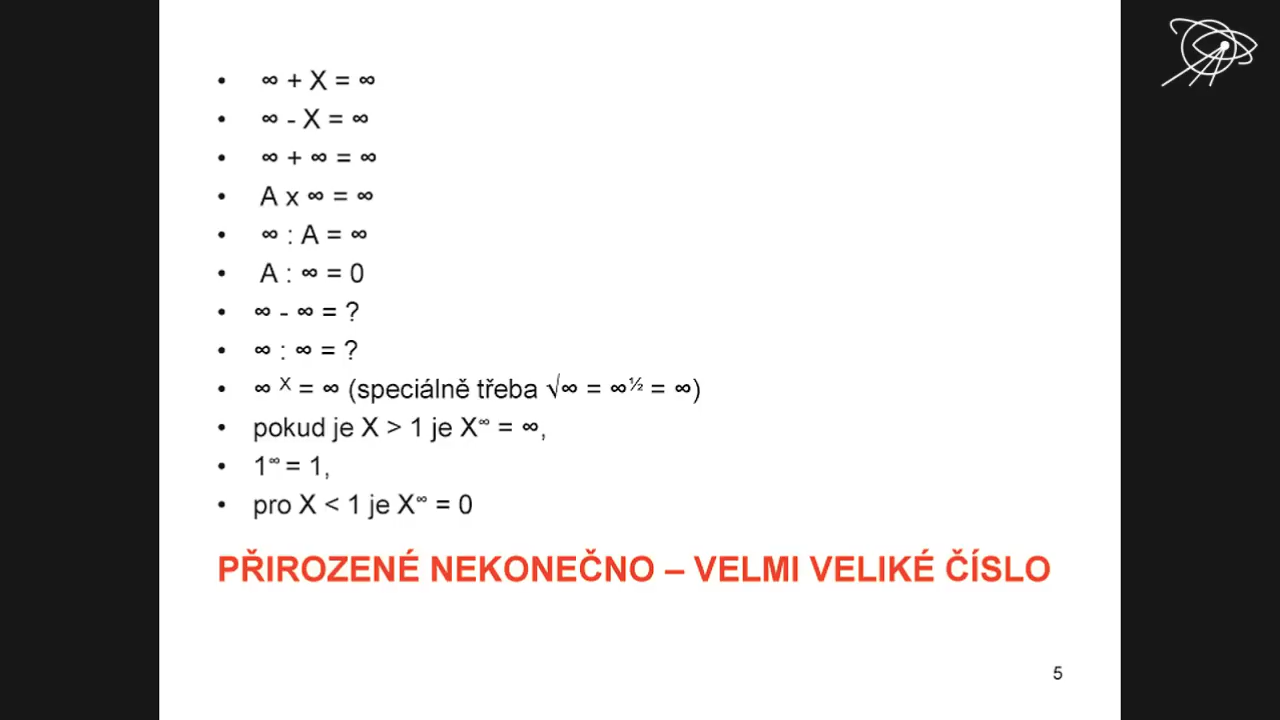 • ∞ + X = ∞
• ∞ - X = ∞
• ∞ + ∞ = ∞
• A x ∞ = ∞
• ∞ : A = ∞
• A : ∞ = 0
• ∞ - ∞ = ?
• ∞ : ∞ = ?
• ∞ ˣ = ∞ (speciálně třeba √∞ = ∞^½ = ∞)
• pokud je X > 1 je X^∞ = ∞,
• 1^∞ = 1,
• pro X < 1 je X^∞ = 0
PŘIROZENÉ NEKONEČNO – VELMI VELIKÉ ČÍSLO
5